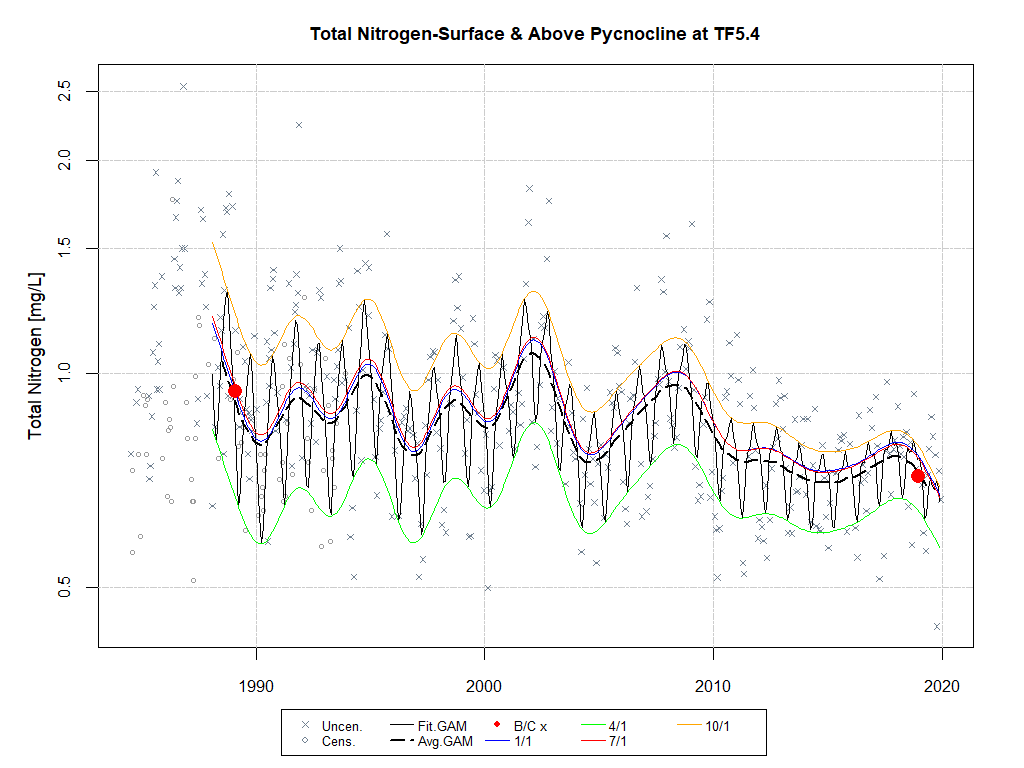 Total Nitrogen-Surface & Above Pycnocline at TF5.4
Total Nitrogen [mg/L]
2.5
2.0
1.5
1.0
0.5
1990 2000 2010 2020
Uncen. Fit.GAM B/C x 4/1 10/1
Cens. Avg.GAM 1/1 7/1